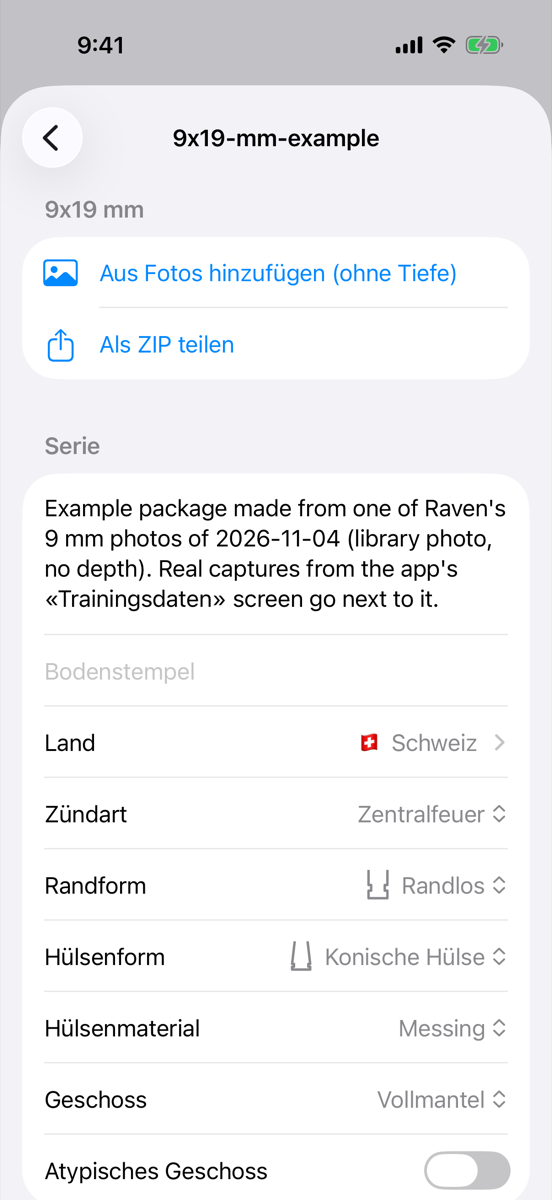 9:41
9x19-mm-example
9x19 mm
Aus Fotos hinzufügen (ohne Tiefe)
Als ZIP teilen
Serie
Example package made from one of Raven's
9 mm photos of 2026-11-04 (library photo,
no depth). Real captures from the app's
«Trainingsdaten» screen go next to it.
Bodenstempel
Land Schweiz
Zündart Zentralfeuer
Randform Randlos
Hülsenform Konische Hülse
Hülsenmaterial Messing
Geschoss Vollmantel
Atypisches Geschoss